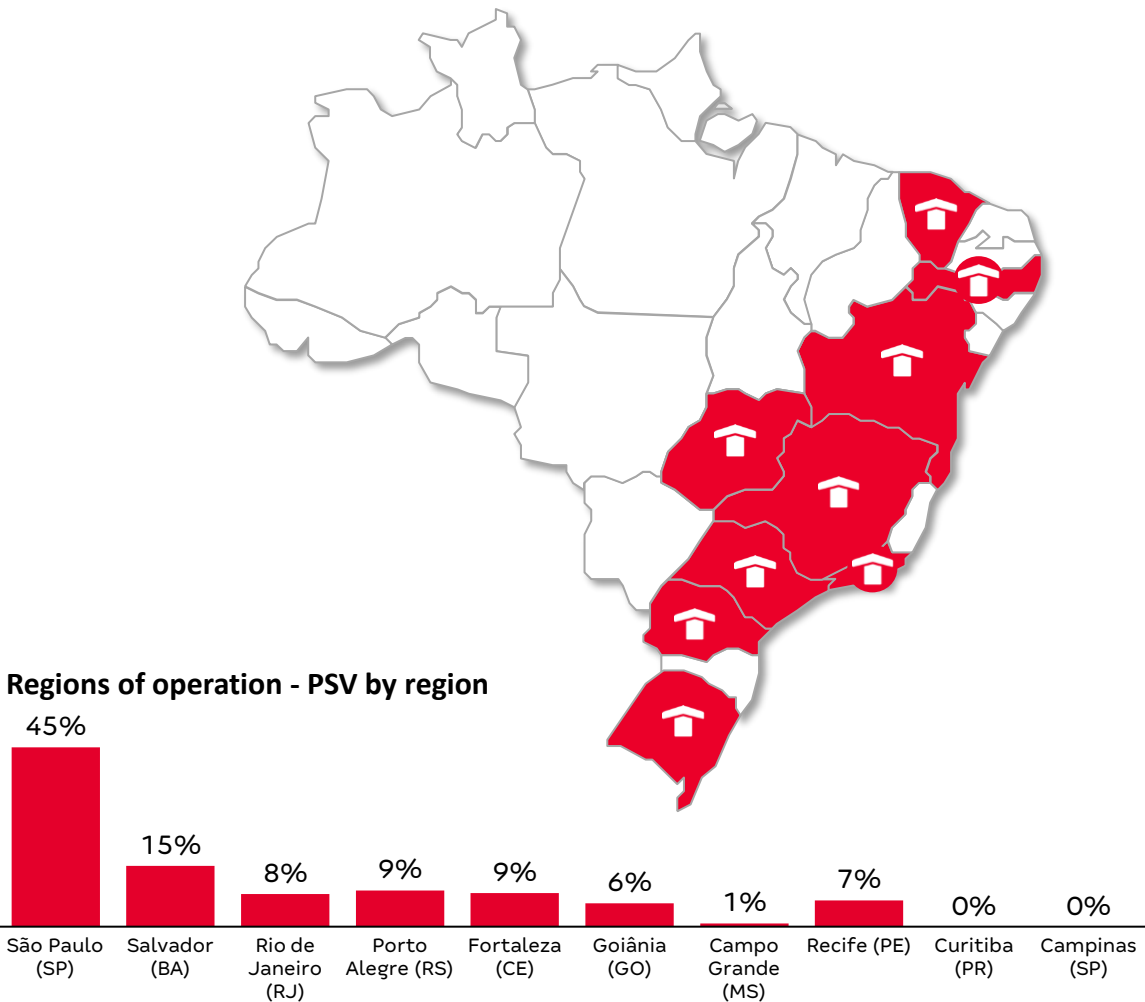 Regions of operation - PSV by region
45%
15%
8%
9%
9%
6%
1%
7%
0%
0%
São Paulo
(SP)
Salvador
(BA)
Rio de
Janeiro
(RJ)
Porto
Alegre (RS)
Fortaleza
(CE)
Goiânia
(GO)
Campo
Grande
(MS)
Recife (PE)
Curitiba
(PR)
Campinas
(SP)